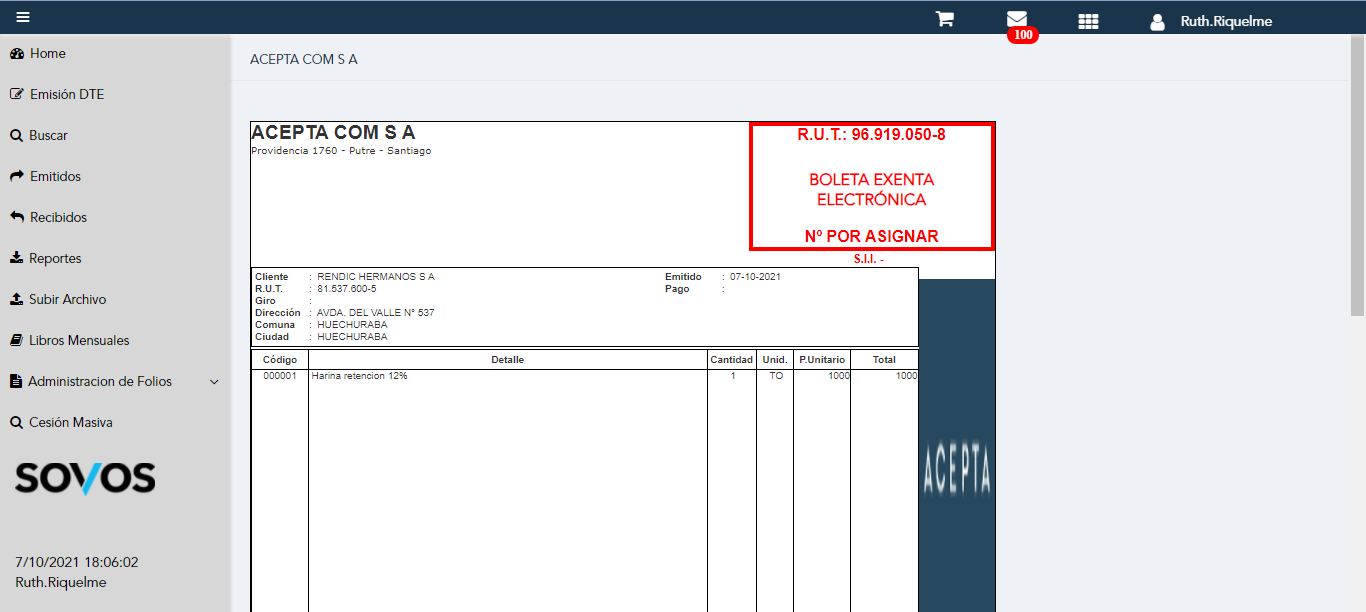 Ruth.Riquelme
100
Home
Emisión DTE
Buscar
Emitidos
Recibidos
Reportes
Subir Archivo
Libros Mensuales
Administracion de Folios
Cesión Masiva
SOVOS
7/10/2021 18:06:02
Ruth.Riquelme
ACEPTA COM S A
ACEPTA COM S A
Providencia 1760 - Putre - Santiago
R.U.T.: 96.919.050-8
BOLETA EXENTA
ELECTRÓNICA
Nº POR ASIGNAR
S.I.I. -
Cliente : RENDIC HERMANOS S A Emitido : 07-10-2021
R.U.T. : 81.537.600-5 Pago :
Giro :
Dirección : AVDA. DEL VALLE N° 537
Comuna : HUECHURABA
Ciudad : HUECHURABA
Código Detalle Cantidad Unid. P.Unitario Total
000001 Harina retencion 12% 1 TO 1000 1000
ACEPTA